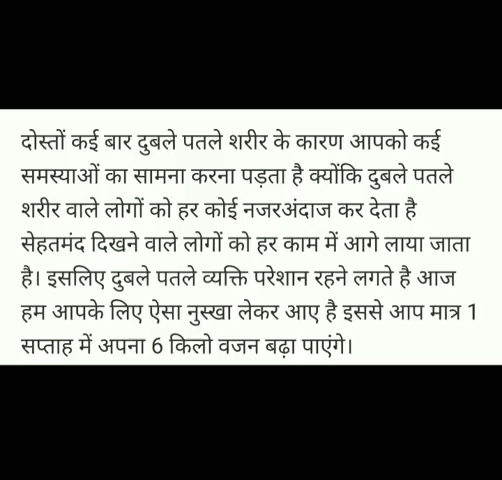 दोस्तों कई बार दुबले पतले शरीर के कारण आपको कई
समस्याओं का सामना करना पड़ता है क्योंकि दुबले पतले
शरीर वाले लोगों को हर कोई नजरअंदाज कर देता है
सेहतमंद दिखने वाले लोगों को हर काम में आगे लाया जाता
है। इसलिए दुबले पतले व्यक्ति परेशान रहने लगते है आज
हम आपके लिए ऐसा नुस्खा लेकर आए है इससे आप मात्र 1
सप्ताह में अपना 6 किलो वजन बढ़ा पाएंगे।